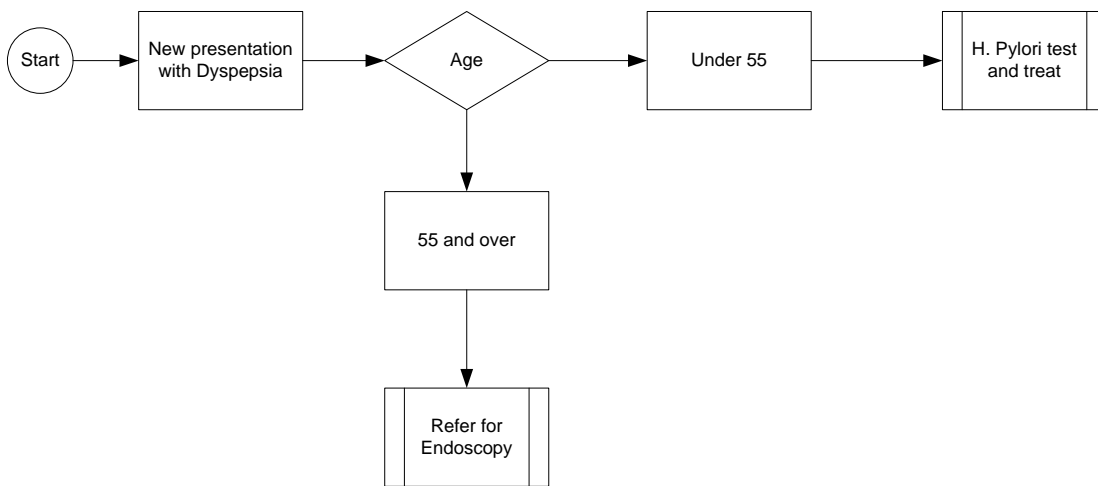 Start
New presentation
with Dyspepsia
Age
Under 55
H. Pylori test
and treat
55 and over
Refer for
Endoscopy